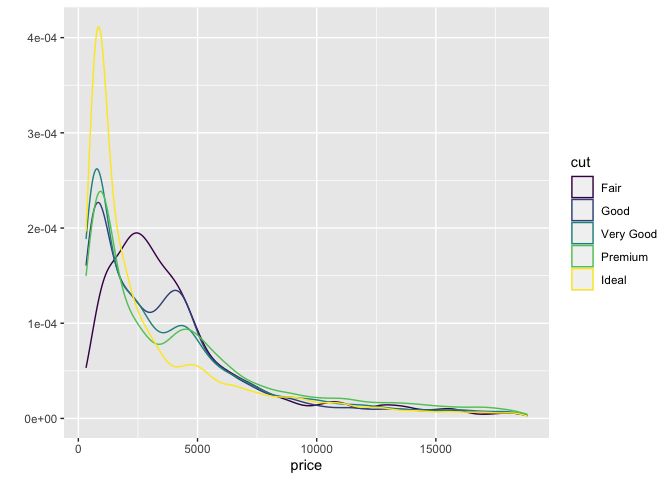 4e-04
3e-04
2e-04
1e-04
0e+00
0
5000
10000
15000
price
cut
Fair
Good
Very Good
Premium
Ideal